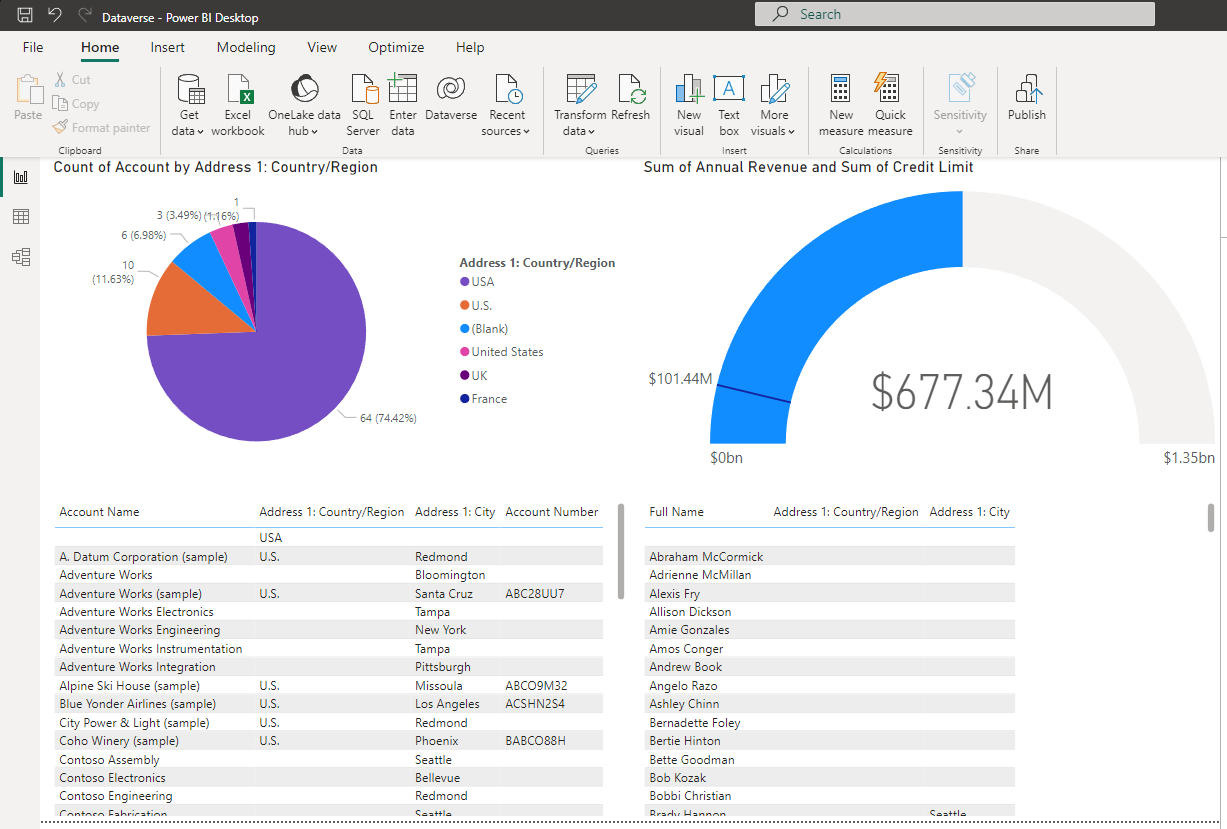 Dataverse - Power BI Desktop
Search
File Home Insert Modeling View Optimize Help
Paste
Cut
Copy
Format painter
Clipboard
Get data
Excel workbook
OneLake data hub
SQL Server
Enter data
Dataverse
Recent sources
Data
Transform data
Refresh
Queries
New visual
A
Text box
More visuals
Insert
New measure
Quick measure
Calculations
Sensitivity
Sensitivity
Publish
Share
Count of Account by Address 1: Country/Region
1
(1.16%)
3 (3.49%)
6 (6.98%)
10
(11.63%)
64 (74.42%)
Address 1: Country/Region
USA
U.S.
(Blank)
United States
UK
France
Sum of Annual Revenue and Sum of Credit Limit
$101.44M
$677.34M
$0bn
$1.35bn
Account Name Address 1: Country/Region Address 1: City Account Number
USA
A. Datum Corporation (sample) U.S. Redmond
Adventure Works Bloomington
Adventure Works (sample) U.S. Santa Cruz ABC28UU7
Adventure Works Electronics Tampa
Adventure Works Engineering New York
Adventure Works Instrumentation Tampa
Adventure Works Integration Pittsburgh
Alpine Ski House (sample) U.S. Missoula ABCO9M32
Blue Yonder Airlines (sample) U.S. Los Angeles ACSHN2S4
City Power & Light (sample) U.S. Redmond
Coho Winery (sample) U.S. Phoenix BABCO88H
Contoso Assembly Seattle
Contoso Electronics Bellevue
Contoso Engineering Redmond
Contoso Fabrication Seattle
Full Name Address 1: Country/Region Address 1: City
Abraham McCormick
Adrienne McMillan
Alexis Fry
Allison Dickson
Amie Gonzales
Amos Conger
Andrew Book
Angelo Razo
Ashley Chinn
Bernadette Foley
Bertie Hinton
Bette Goodman
Bob Kozak
Bobbi Christian
Brady Hannon Seattle